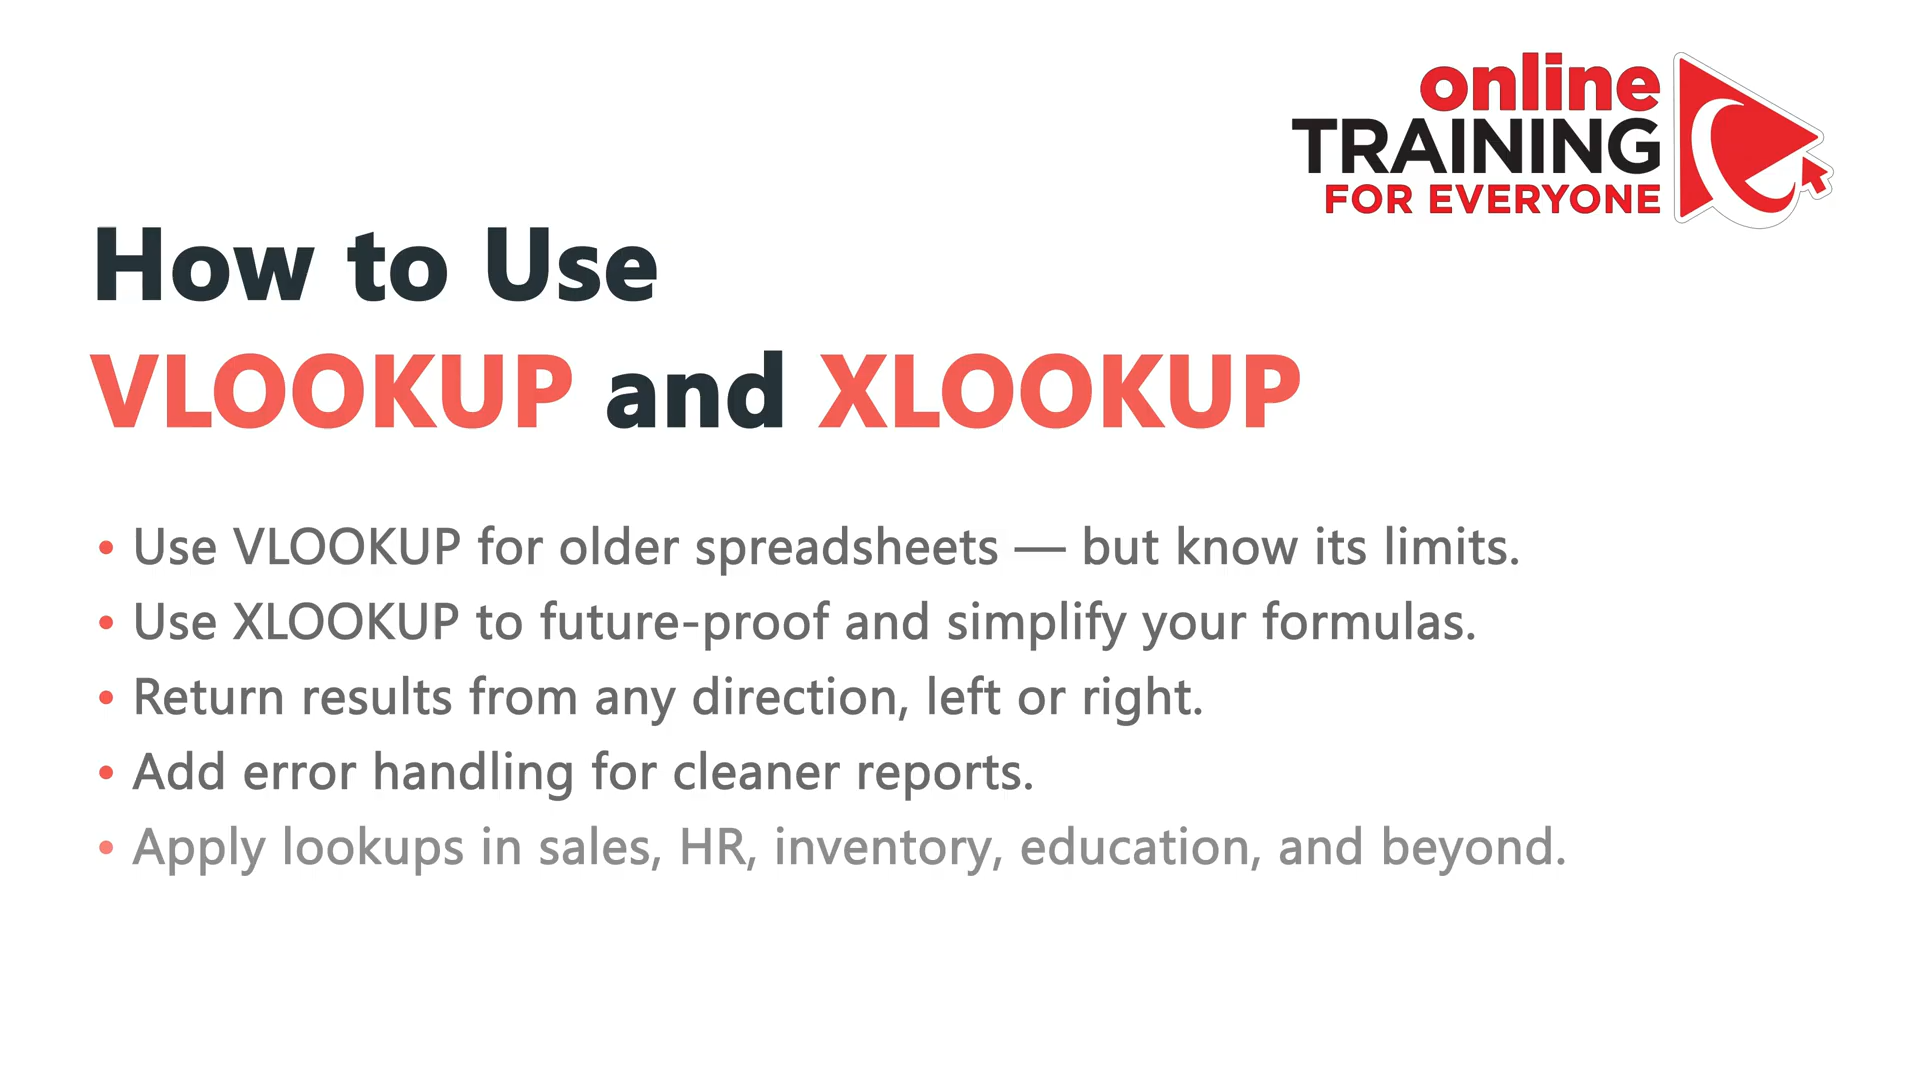 online
TRAINING
FOR EVERYONE
How to Use
VLOOKUP and XLOOKUP
• Use VLOOKUP for older spreadsheets — but know its limits.
• Use XLOOKUP to future-proof and simplify your formulas.
• Return results from any direction, left or right.
• Add error handling for cleaner reports.
• Apply lookups in sales, HR, inventory, education, and beyond.